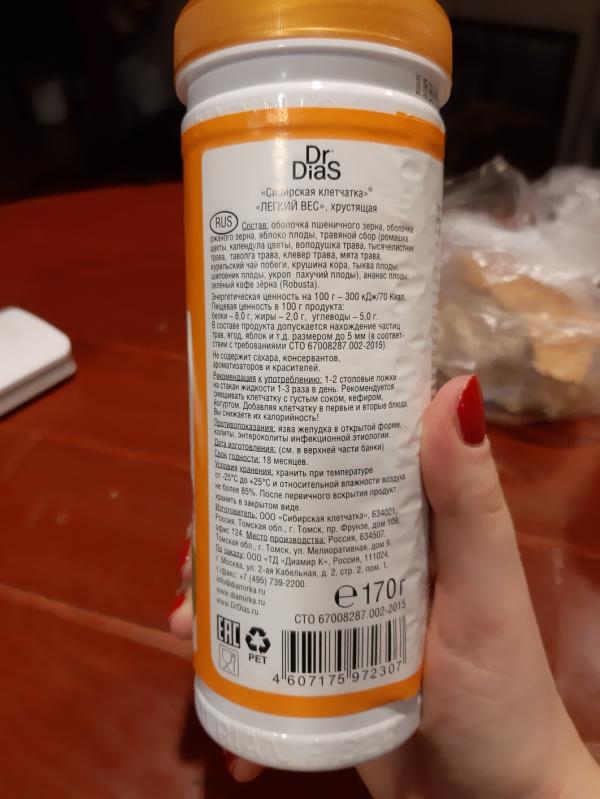 Dr.
DiaS
«Сибирская клетчатка»®
«ЛЕГКИЙ ВЕС», хрустящая
RUS Состав: оболочка пшеничного зерна, оболочка
ржаного зерна, яблоко плоды, травяной сбор (ромашка
цветы, календула цветы, володушка трава, тысячелистник
трава, таволга трава, клевер трава, мята трава,
курильский чай побеги, крушина кора, тыква плоды,
шиповник плоды, укроп пахучий плоды), ананас плоды,
зелёный кофе зёрна (Robusta).
Энергетическая ценность на 100 г – 300 кДж/70 Ккал.
Пищевая ценность в 100 г продукта:
белки – 8,0 г, жиры – 2,0 г, углеводы – 5,0 г.
В составе продукта допускается нахождение частиц
трав, ягод, яблок и т.д. размером до 5 мм (в соответ-
ствии с требованиями СТО 67008287.002-2015).
Не содержит сахара, консервантов,
ароматизаторов и красителей.
Рекомендация к употреблению: 1-2 столовые ложки
на стакан жидкости 1-3 раза в день. Рекомендуется
смешивать клетчатку с густым соком, кефиром,
йогуртом. Добавляя клетчатку в первые и вторые блюда,
Вы снижаете их калорийность!
Противопоказания: язва желудка в открытой форме,
колиты, энтероколиты инфекционной этиологии.
Дата изготовления: (см. в верхней части банки)
Срок годности: 18 месяцев.
Условия хранения: хранить при температуре
от -25°С до +25°С и относительной влажности воздуха
не более 85%. После первичного вскрытия продукт
хранить в закрытом виде.
Изготовитель: ООО «Сибирская клетчатка», 634021,
Россия, Томская обл., г. Томск, пр. Фрунзе, дом 109,
офис 124. Место производства: Россия, 634507,
Томская обл., г. Томск, ул. Мелиоративная, дом 9.
По заказу: ООО «ТД «Диамир К», Россия, 111024,
г. Москва, ул. 2-ая Кабельная, д. 2, стр. 2, пом. 1.
т./факс: +7 (495) 739-2200.
info@diamirka.ru
www.diamirka.ru
www.DrDias.ru
e 170 г
СТО 67008287.002-2015
EAC
PET
4 607175 972307